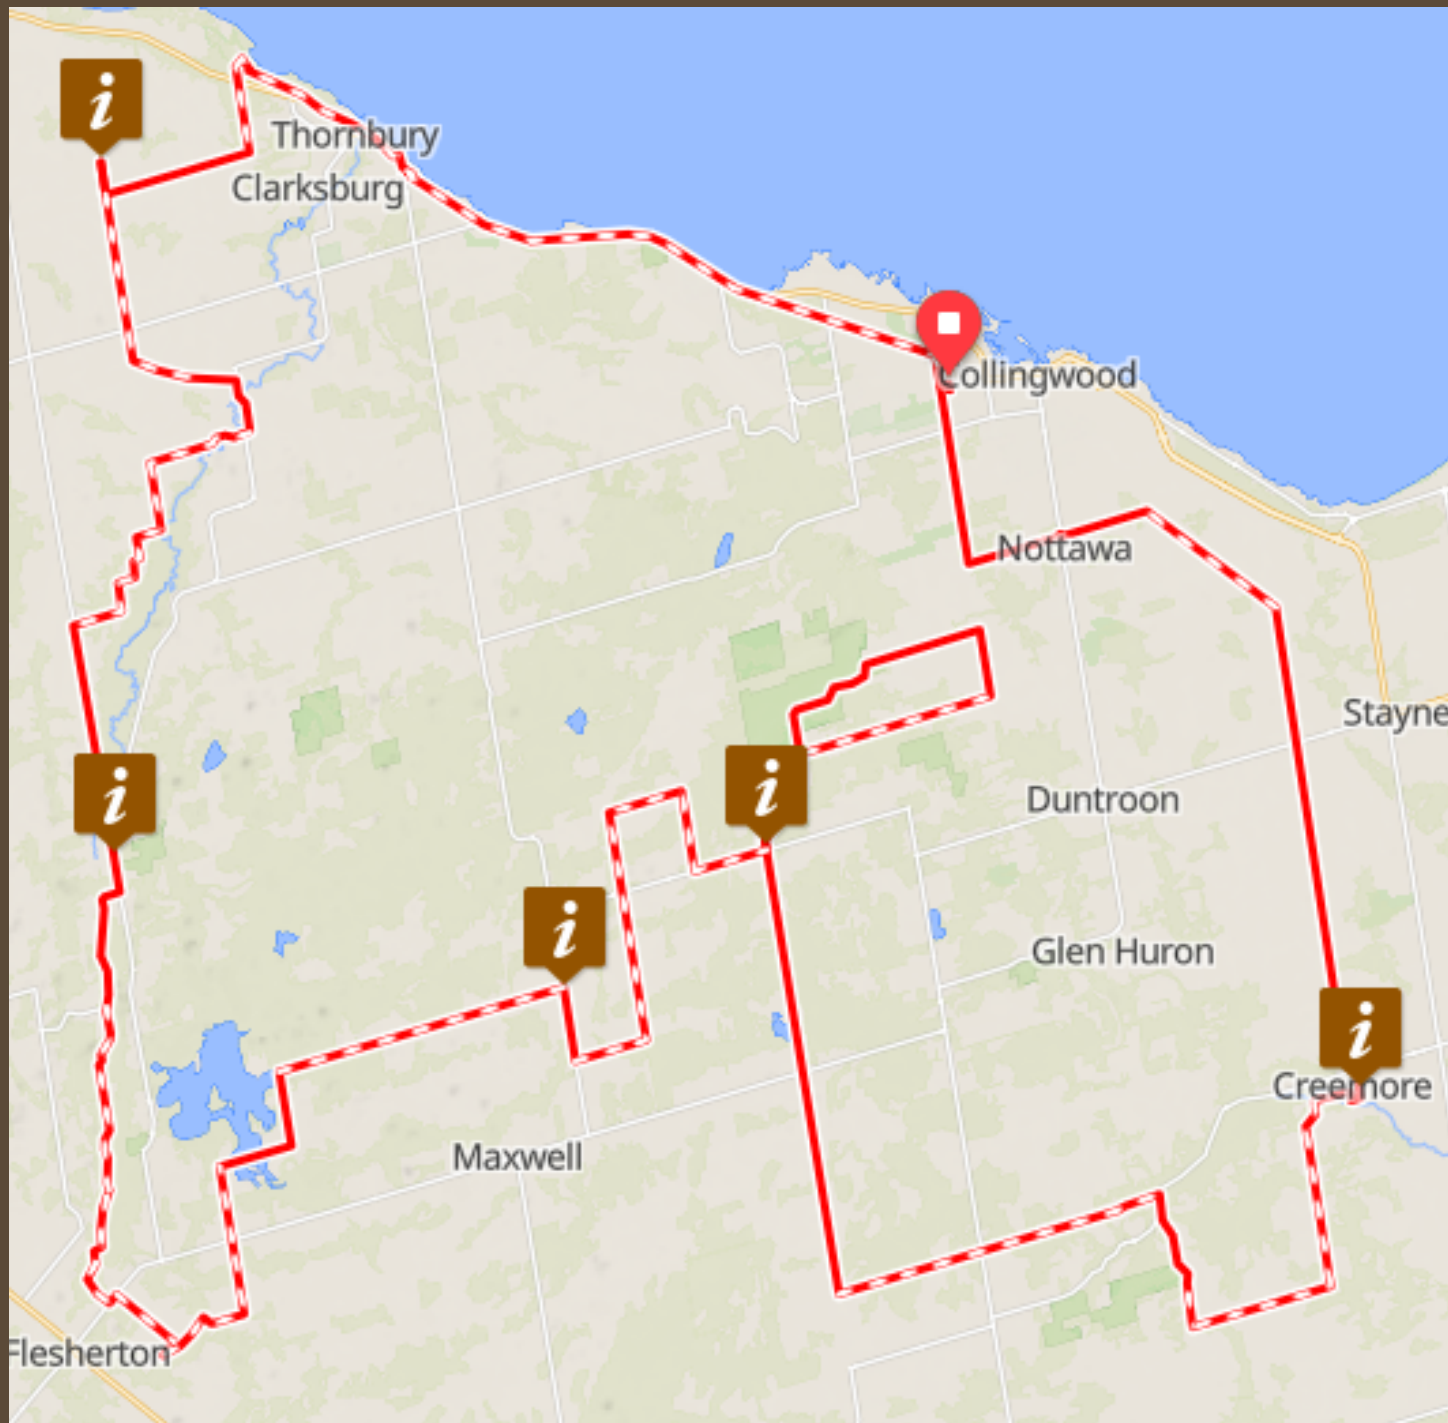 i
Thornbury
Clarksburg
Collingwood
Nottawa
Stayne
i
i
Duntroon
i
Glen Huron
i
Creemore
Maxwell
Flesherton